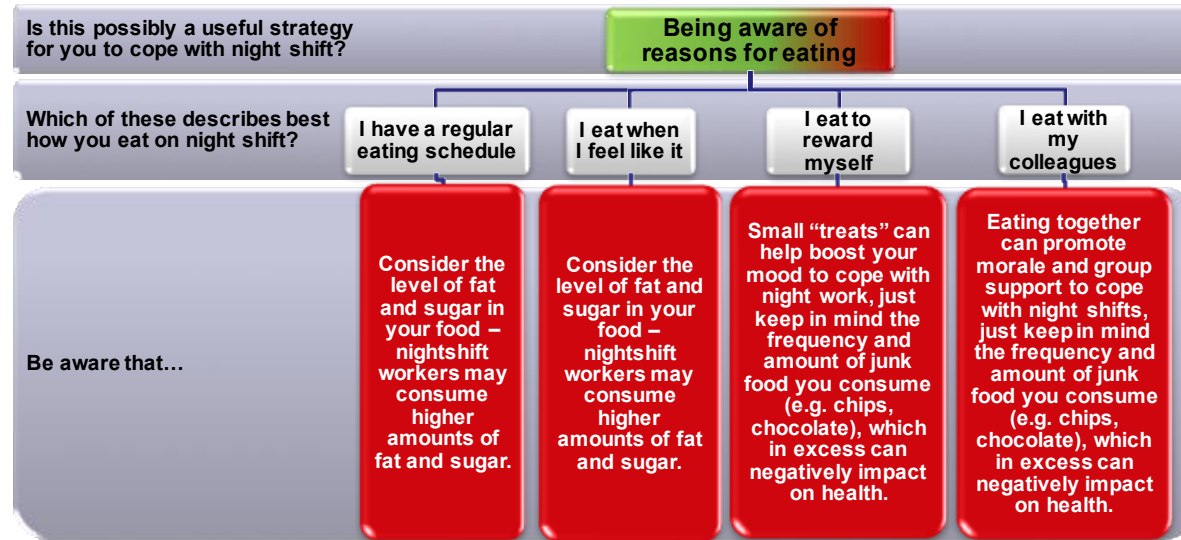 Is this possibly a useful strategy
for you to cope with night shift?
Being aware of
reasons for eating
Which of these describes best
how you eat on night shift?
I have a regular
eating schedule
I eat when
I feel like it
I eat to
reward
myself
I eat with
my
colleagues
Be aware that…
Consider the
level of fat
and sugar in
your food –
nightshift
workers may
consume
higher
amounts of
fat and sugar.
Consider the
level of fat and
sugar in your
food –
nightshift
workers may
consume
higher
amounts of fat
and sugar.
Small “treats” can
help boost your
mood to cope with
night work, just
keep in mind the
frequency and
amount of junk
food you consume
(e.g. chips,
chocolate), which
in excess can
negatively impact
on health.
Eating together
can promote
morale and group
support to cope
with night shifts,
just keep in mind
the frequency and
amount of junk
food you consume
(e.g. chips,
chocolate), which
in excess can
negatively impact
on health.